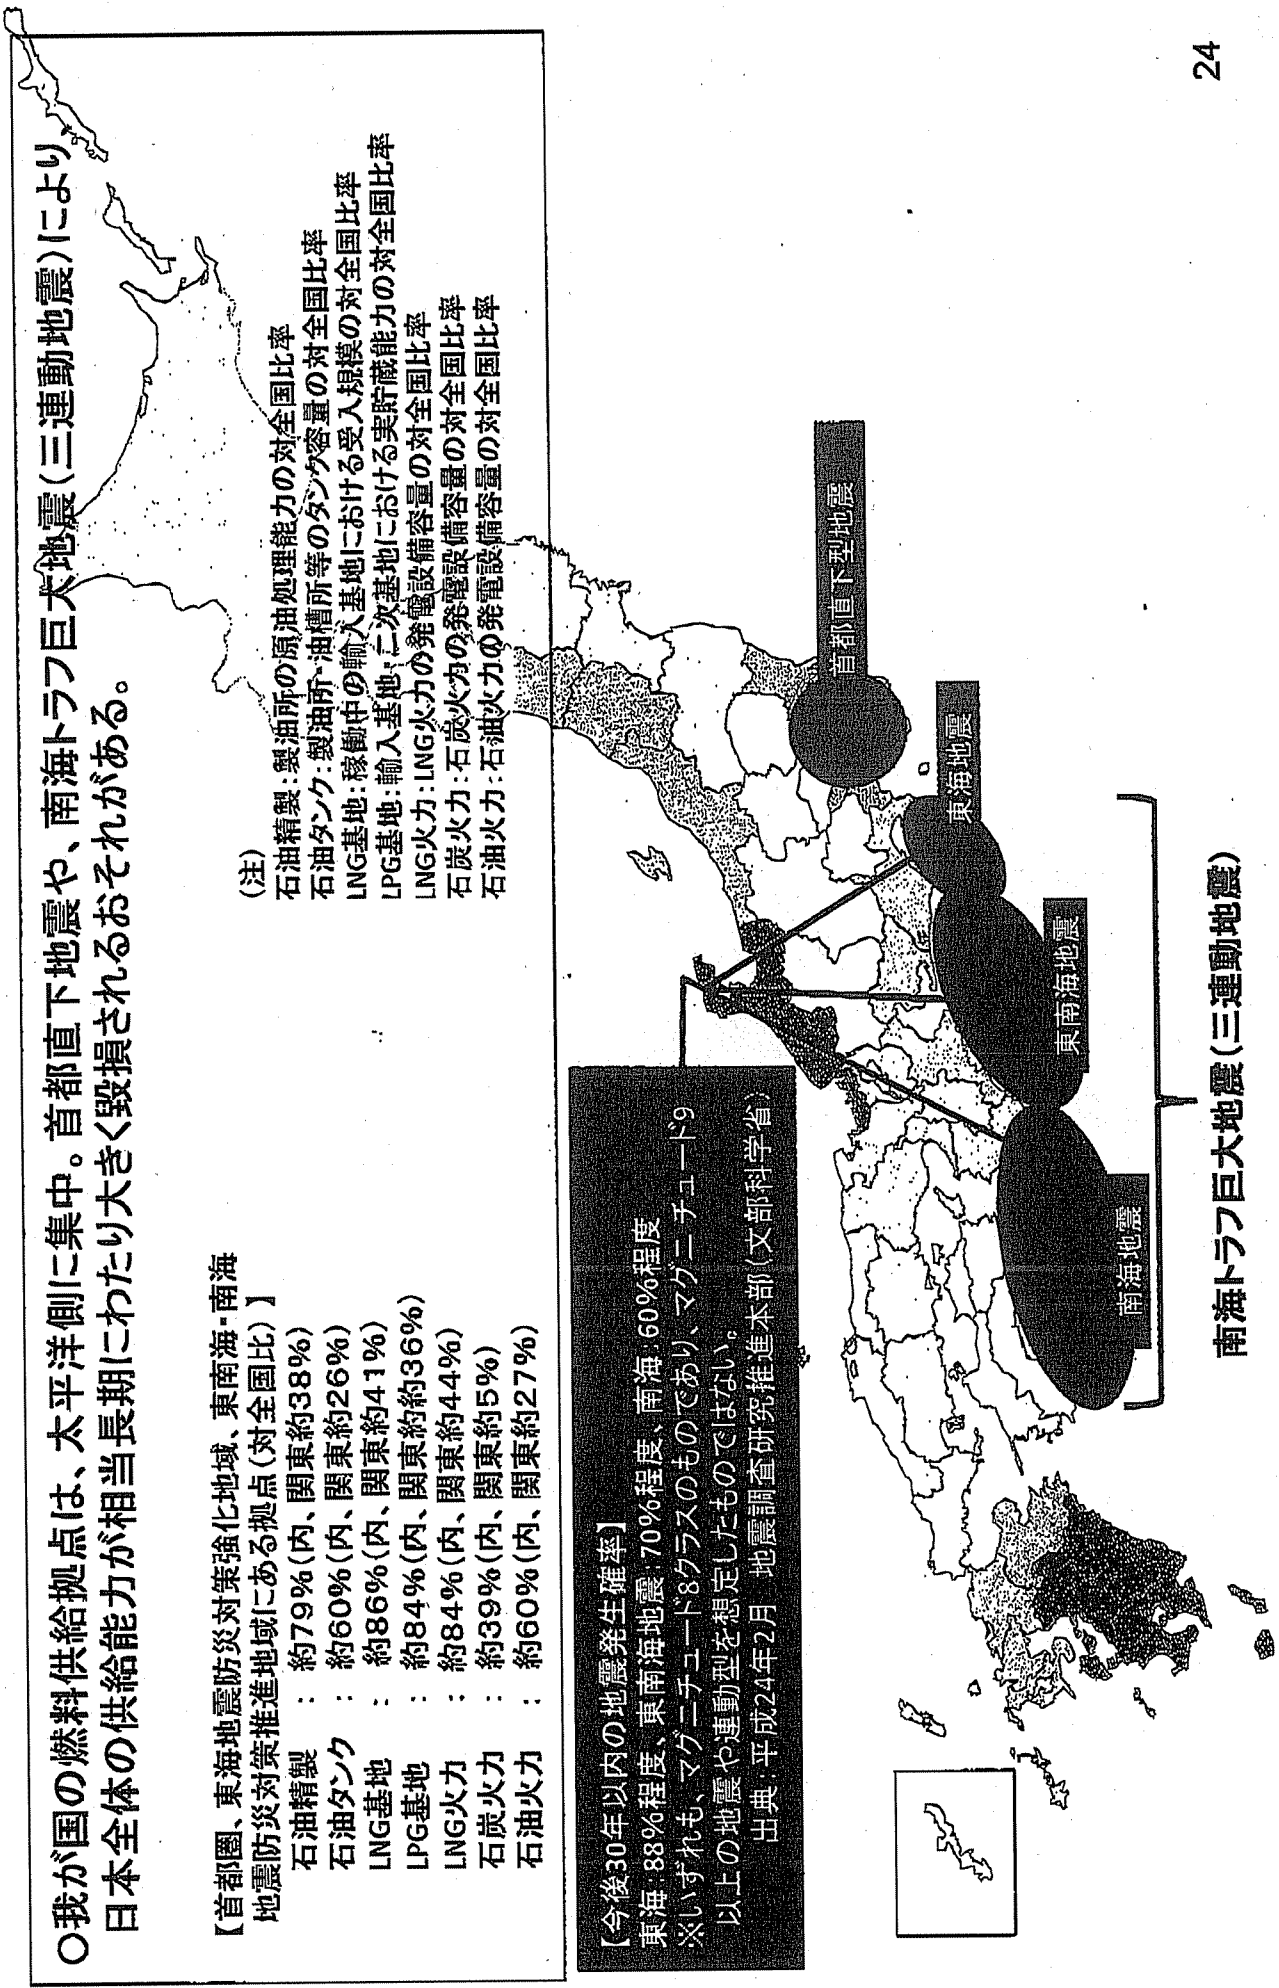 〇我が国の燃料供給拠点は、太平洋側に集中。首都直下地震や、南海トラフ巨大地震(三連動地震)により、
日本全体の供給能力が相当長期にわたり大きく毀損されるおそれがある。
【首都圏、東海地震防災対策強化地域、東南海・南海
地震防災対策推進地域にある拠点(対全国比)】
石油精製 : 約79%(内、関東約38%)
石油タンク : 約60%(内、関東約26%)
LNG基地 : 約86%(内、関東約41%)
LPG基地 : 約84%(内、関東約約36%)
LNG火力 : 約84%(内、関東約44%)
石炭火力 : 約39%(内、関東約5%)
石油火力 : 約60%(内、関東約27%)
(注)
石油精製:製油所の原油処理能力の対全国比率
石油タンク:製油所・油槽所等のタンク容量の対全国比率
LNG基地:稼働中の輸入基地における受入規模の対全国比率
LPG基地:輸入基地、二次基地における実貯蔵能力の対全国比率
LNG火力:LNG火力の発電設備容量の対全国比率
石炭火力:石炭火力の発電設備容量の対全国比率
石油火力:石油火力の発電設備容量の対全国比率
【今後30年以内の地震発生確率】
東海:88%程度、東南海地震:70%程度、南海:60%程度
※いずれも、マグニチュード8クラスのものであり、マグニチュード9
以上の地震や連動型を想定したものではない。
出典:平成24年2月 地震調査研究推進本部(文部科学省)
首都直下型地震
東海地震
東南海地震
南海地震
南海トラフ巨大地震(三連動地震)
24